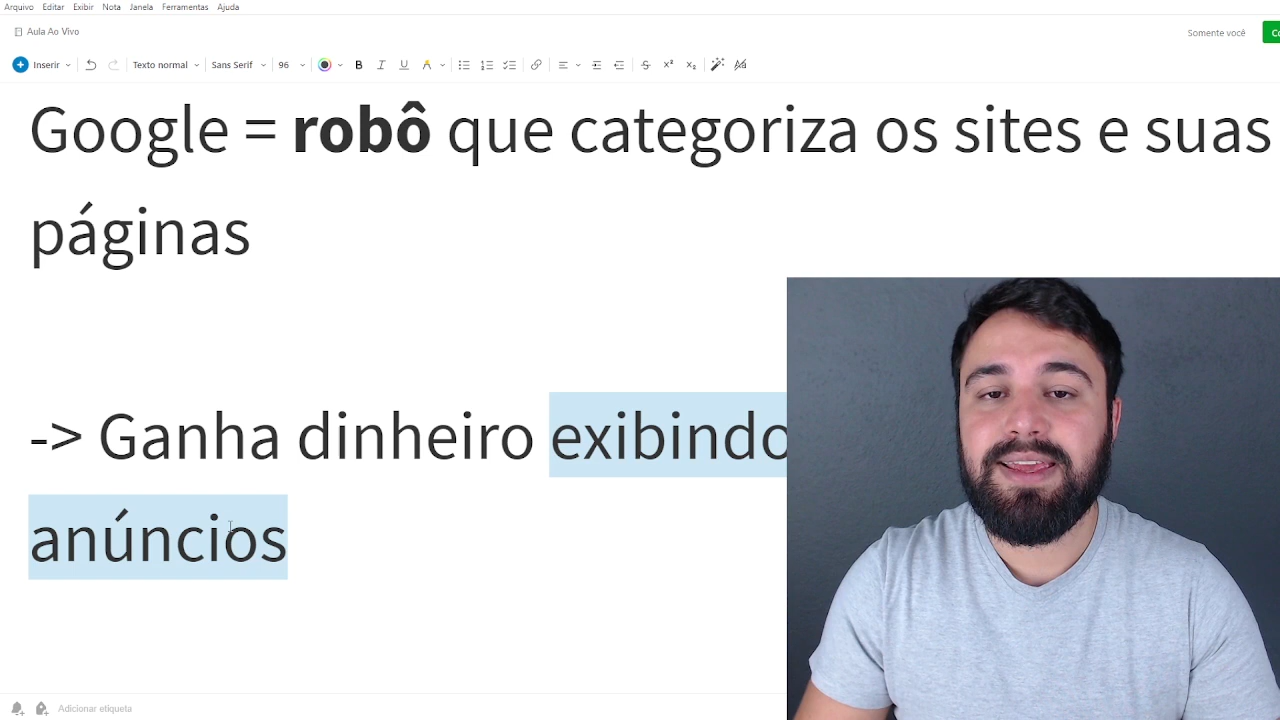 Arquivo Editar Exibir Nota Janela Ferramentas Ajuda
Aula Ao Vivo
Somente você
Inserir Texto normal Sans Serif 96
Google = robô que categoriza os sites e suas
páginas
-> Ganha dinheiro exibindo
anúncios
Adicionar etiqueta